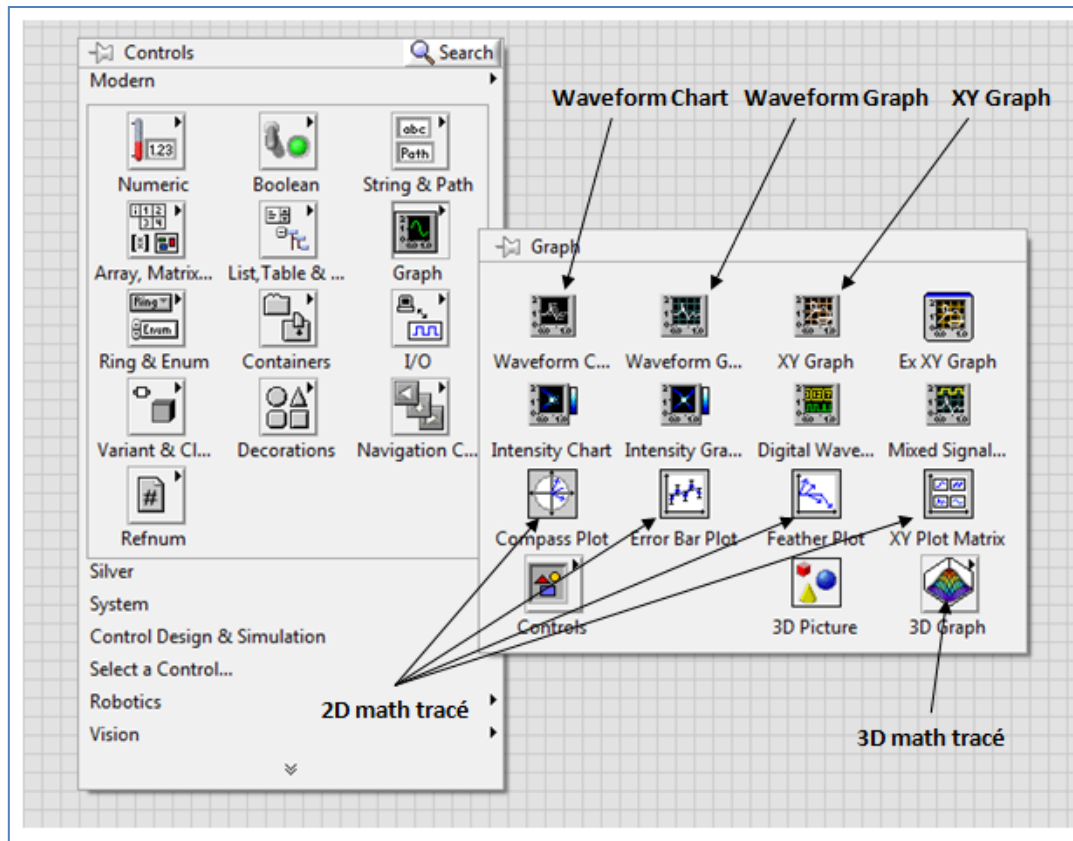 Controls
Search
Modern
Numeric
Boolean
String & Path
Array, Matrix...
List, Table & ...
Graph
Ring & Enum
Containers
I/O
Variant & Cl...
Decorations
Navigation C...
Refnum
Silver
System
Control Design & Simulation
Select a Control...
Robotics
Vision
Waveform Chart
Waveform Graph
XY Graph
Graph
Waveform C...
Waveform G...
XY Graph
Ex XY Graph
Intensity Chart
Intensity Gra...
Digital Wave...
Mixed Signal...
Compass Plot
Error Bar Plot
Feather Plot
XY Plot Matrix
Controls
3D Picture
3D Graph
2D math tracé
3D math tracé